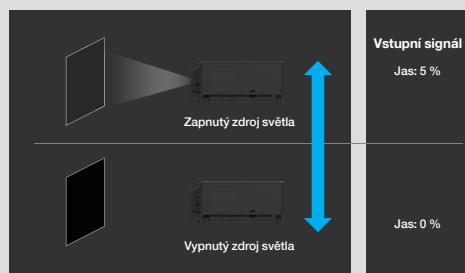 Vstupní signál
Jas: 5 %
Zapnutý zdroj světla
Jas: 0 %
Vypnutý zdroj světla